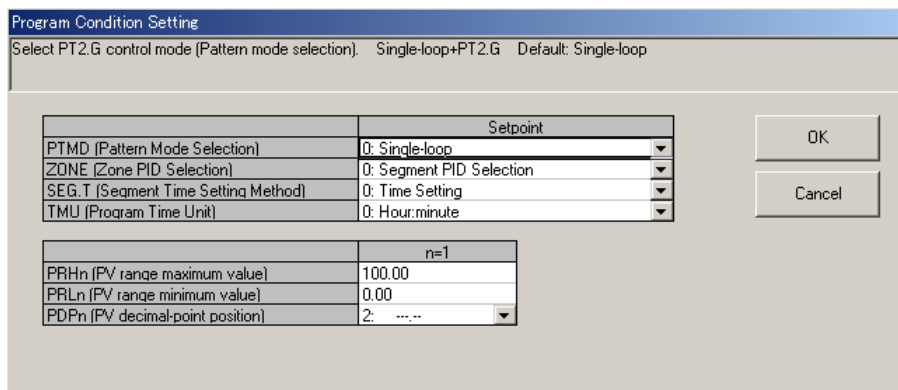 Program Condition Setting
Select PT2.G control mode (Pattern mode selection). Single-loop+PT2.G Default: Single-loop
Setpoint
PTMD (Pattern Mode Selection) 0: Single-loop
ZONE (Zone PID Selection) 0: Segment PID Selection
SEG.T (Segment Time Setting Method) 0: Time Setting
TMU (Program Time Unit) 0: Hour:minute
OK
Cancel
n=1
PRHn (PV range maximum value) 100.00
PRLn (PV range minimum value) 0.00
PDPn (PV decimal-point position) 2: ---.--